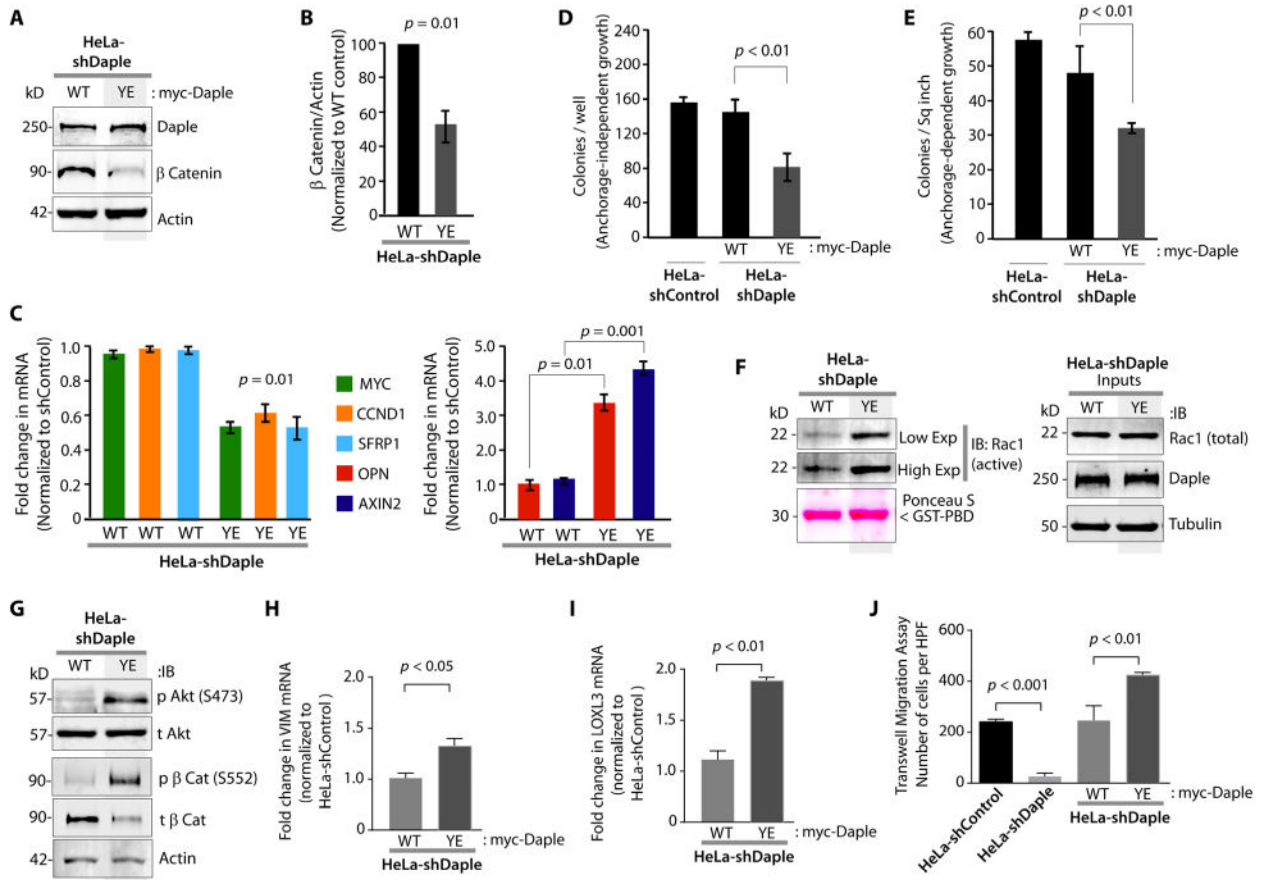 A
HeLa-
shDaple
kD
WT
YE
: myc-Daple
250-
Daple
90-
β Catenin
42-
Actin
B
p = 0.01
β Catenin/Actin
(Normalized to WT control)
100
80
60
40
20
0
WT
YE
HeLa-shDaple
D
p < 0.01
Colonies / well
(Anchorage-independent growth)
240
200
160
120
80
40
0
WT
YE
: myc-Daple
HeLa-
shControl
HeLa-
shDaple
E
p < 0.01
Colonies / Sq inch
(Anchorage-dependent growth)
60
50
40
30
20
10
0
WT
YE
: myc-Daple
HeLa-
shControl
HeLa-
shDaple
C
Fold change in mRNA
(Normalized to shControl)
1.0
0.8
0.6
0.4
0.2
0
p = 0.01
WT
WT
WT
YE
YE
YE
HeLa-shDaple
MYC
CCND1
SFRP1
OPN
AXIN2
Fold change in mRNA
(Normalized to shControl)
5.0
4.0
3.0
2.0
1.0
0
p = 0.01
p = 0.001
WT
WT
YE
YE
HeLa-shDaple
F
HeLa-
shDaple
kD
WT
YE
22
Low Exp
22
High Exp
IB: Rac1
(active)
30
Ponceau S
< GST-PBD
HeLa-shDaple
Inputs
kD
WT
YE
:IB
22
Rac1 (total)
250
Daple
50
Tubulin
G
HeLa-
shDaple
kD
WT
YE
:IB
57-
p Akt (S473)
57-
t Akt
90-
p β Cat (S552)
90-
t β Cat
42-
Actin
H
Fold change in VIM mRNA
(normalized to
HeLa-shControl )
2.0
1.5
1.0
0
p < 0.05
WT
YE
: myc-Daple
HeLa-shDaple
I
Fold change in LOXL3 mRNA
(normalized to
HeLa-shControl )
2.0
1.5
1.0
0
p < 0.01
WT
YE
: myc-Daple
HeLa-shDaple
J
Transwell Migration Assay
Number of cells per HPF
600
400
200
0
p < 0.001
p < 0.01
HeLa-shControl
HeLa-shDaple
WT
YE
: myc-Daple
HeLa-shDaple